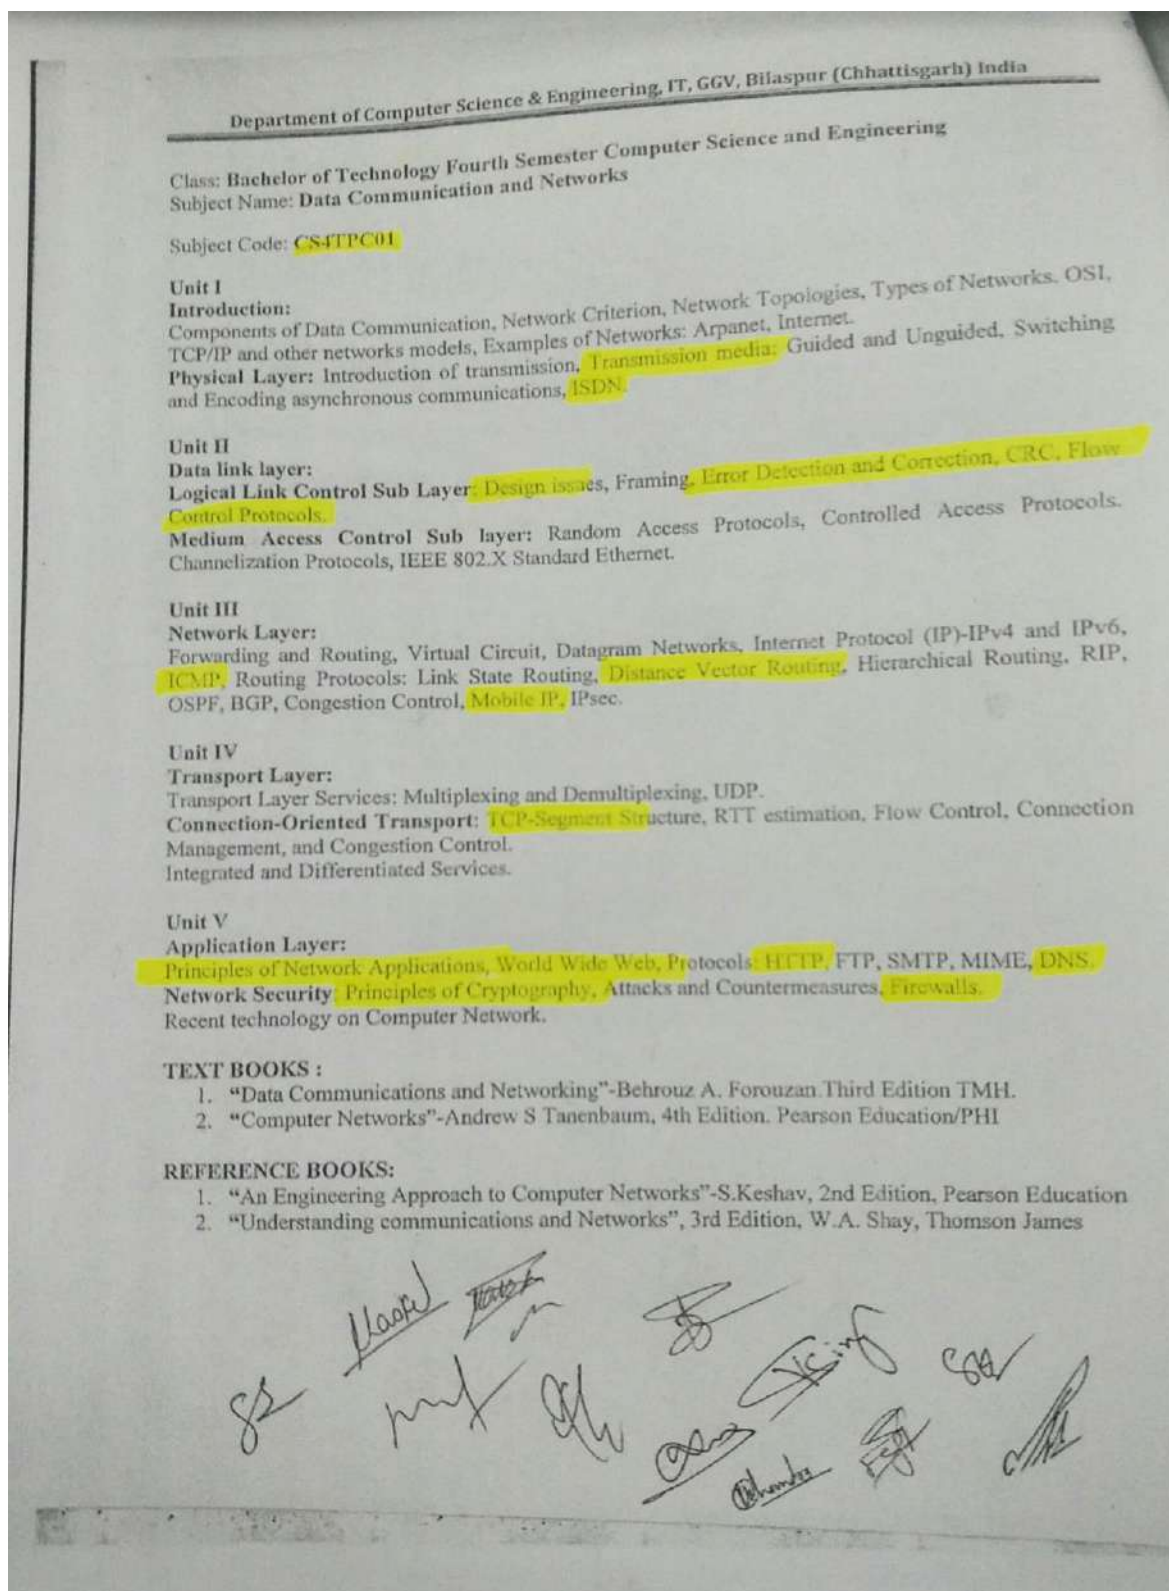 Department of Computer Science & Engineering, IT, GGV, Bilaspur (Chhattisgarh) India
Class: Bachelor of Technology Fourth Semester Computer Science and Engineering
Subject Name: Data Communication and Networks
Subject Code: CS4TPC01
Unit I
Introduction:
Components of Data Communication, Network Criterion, Network Topologies, Types of Networks. OSI,
TCP/IP and other networks models, Examples of Networks: Arpanet, Internet.
Physical Layer: Introduction of transmission, Transmission media: Guided and Unguided, Switching
and Encoding asynchronous communications, ISDN.
Unit II
Data link layer:
Logical Link Control Sub Layer: Design issues, Framing, Error Detection and Correction, CRC, Flow
Control Protocols.
Medium Access Control Sub layer: Random Access Protocols, Controlled Access Protocols.
Channelization Protocols, IEEE 802.X Standard Ethernet.
Unit III
Network Layer:
Forwarding and Routing, Virtual Circuit, Datagram Networks, Internet Protocol (IP)-IPv4 and IPv6,
ICMP, Routing Protocols: Link State Routing, Distance Vector Routing, Hierarchical Routing, RIP,
OSPF, BGP, Congestion Control, Mobile IP, IPsec.
Unit IV
Transport Layer:
Transport Layer Services: Multiplexing and Demultiplexing, UDP.
Connection-Oriented Transport: TCP-Segment Structure, RTT estimation, Flow Control, Connection
Management, and Congestion Control.
Integrated and Differentiated Services.
Unit V
Application Layer:
Principles of Network Applications, World Wide Web, Protocols: HTTP, FTP, SMTP, MIME, DNS.
Network Security: Principles of Cryptography, Attacks and Countermeasures, Firewalls.
Recent technology on Computer Network.
TEXT BOOKS :
1. “Data Communications and Networking”-Behrouz A. Forouzan.Third Edition TMH.
2. “Computer Networks”-Andrew S Tanenbaum, 4th Edition. Pearson Education/PHI
REFERENCE BOOKS:
1. “An Engineering Approach to Computer Networks”-S.Keshav, 2nd Edition, Pearson Education
2. “Understanding communications and Networks”, 3rd Edition, W.A. Shay, Thomson James